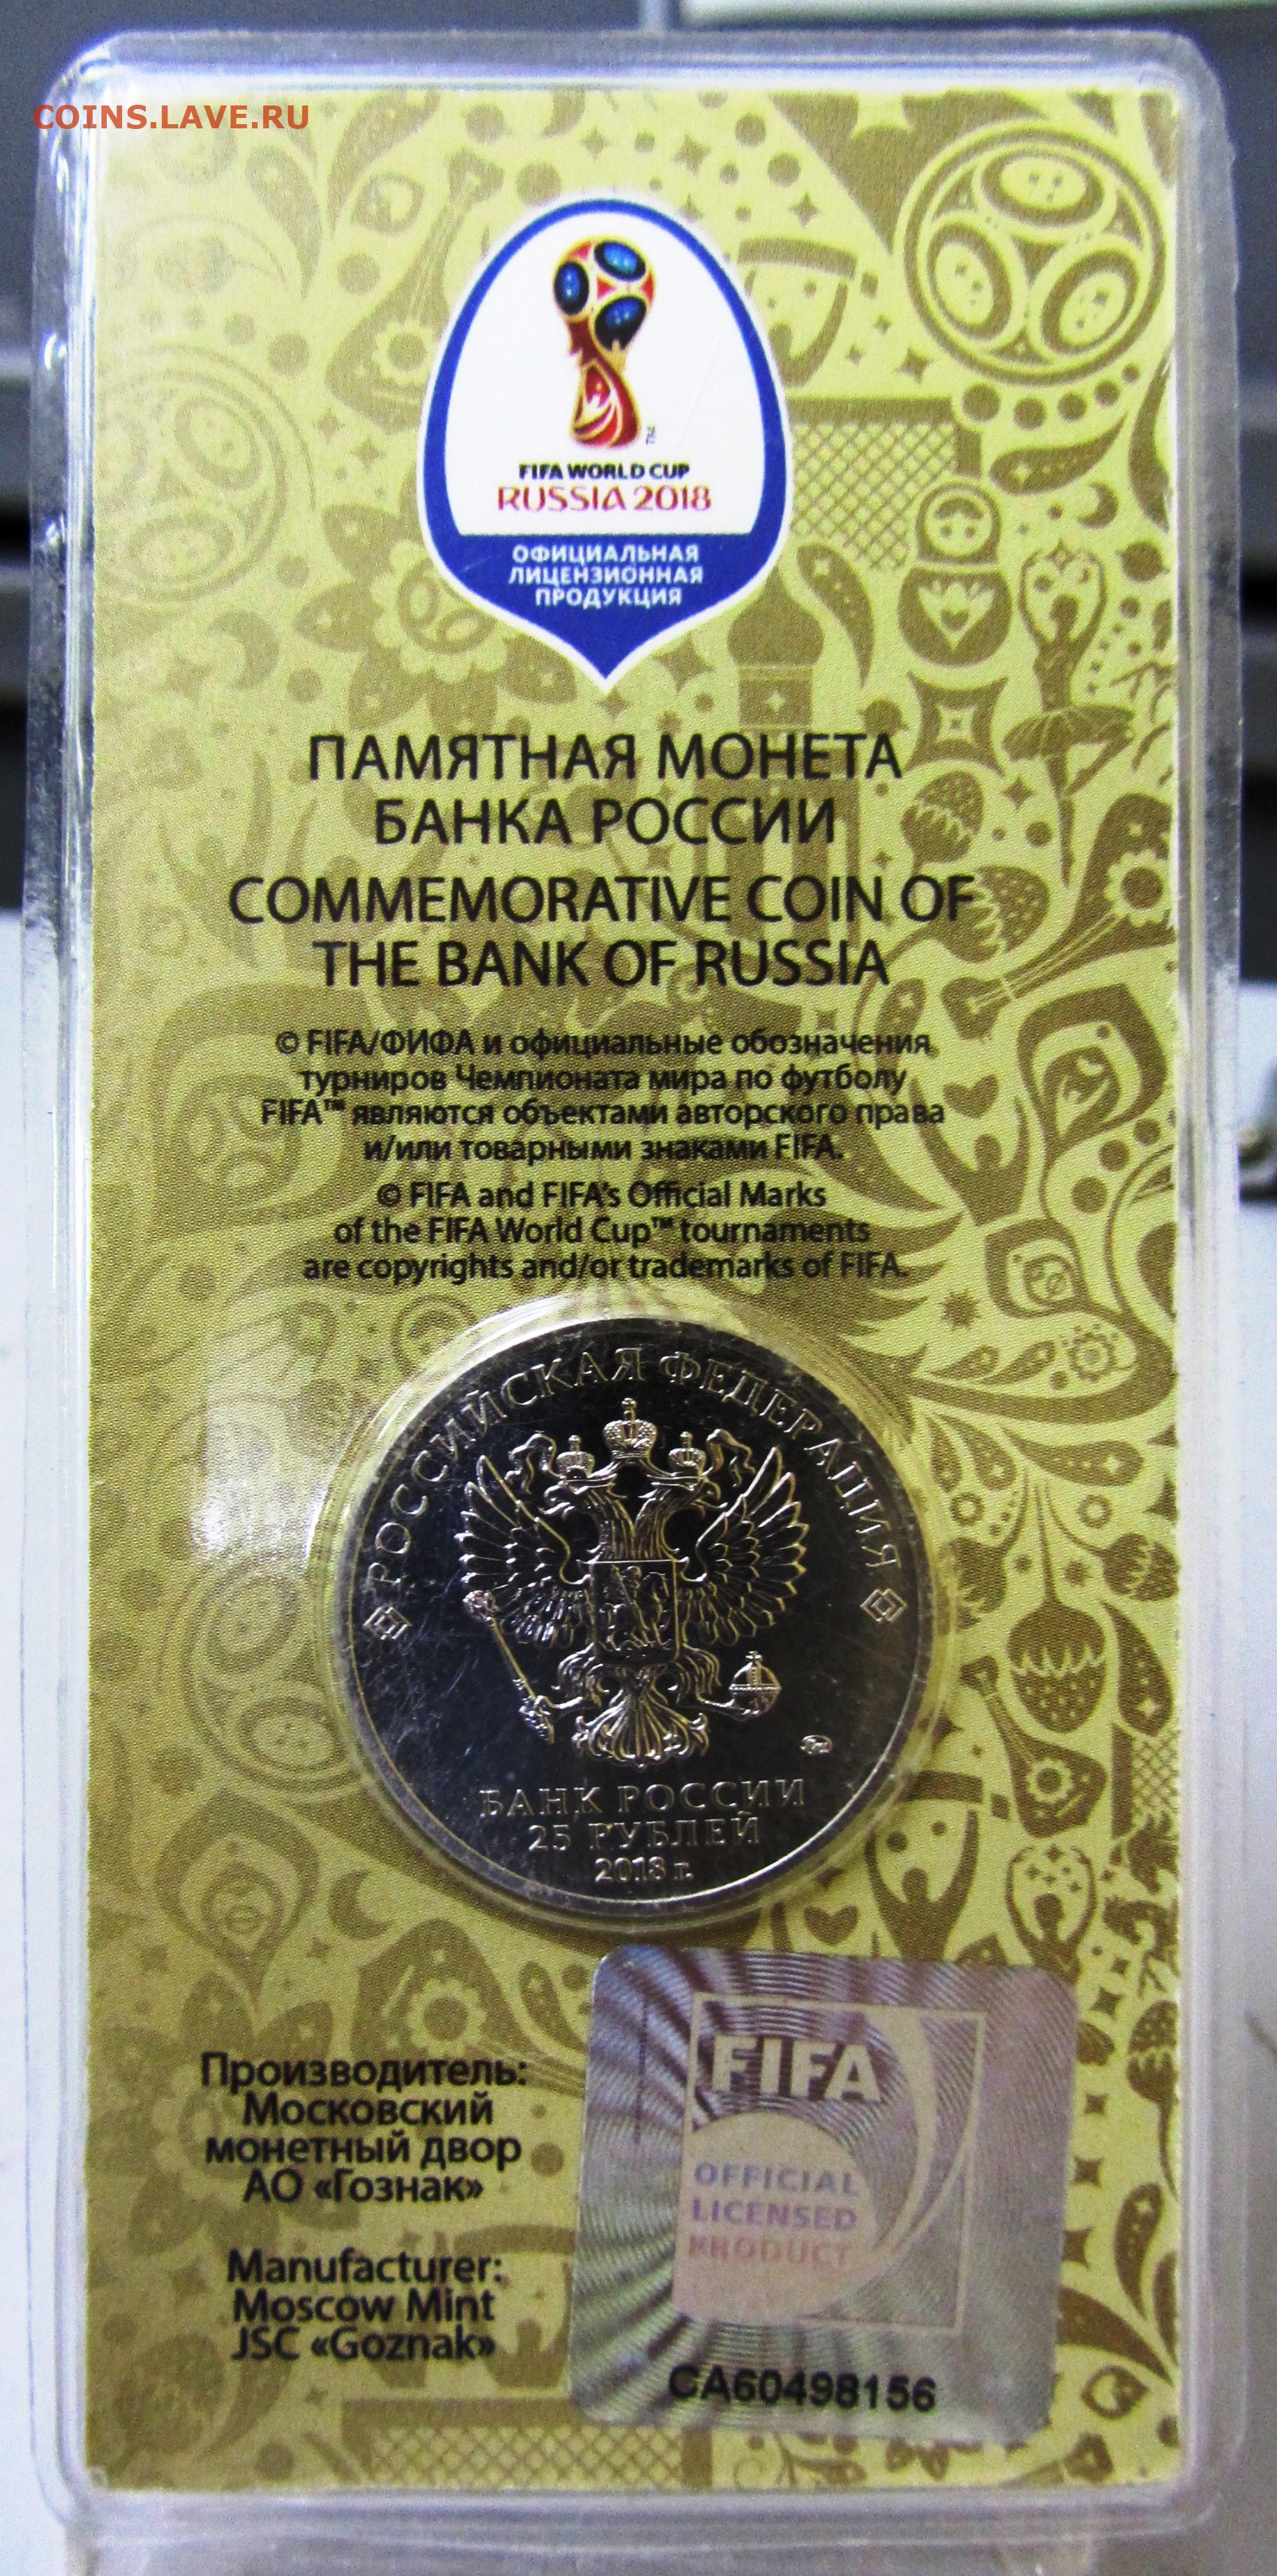 COINS.LAVE.RU
FIFA WORLD CUP
RUSSIA 2018
ОФИЦИАЛЬНАЯ
ЛИЦЕНЗИОННАЯ
ПРОДУКЦИЯ
ПАМЯТНАЯ МОНЕТА
БАНКА РОССИИ
COMMEMORATIVE COIN OF
THE BANK OF RUSSIA
© FIFA/ФИФА и официальные обозначения
турниров Чемпионата мира по футболу
FIFA™ являются объектами авторского права
и/или товарными знаками FIFA.
© FIFA and FIFA's Official Marks
of the FIFA World Cup™ tournaments
are copyrights and/or trademarks of FIFA.
РОССИЙСКАЯ ФЕДЕРАЦИЯ
БАНК РОССИИ
25 РУБЛЕЙ
2018 г.
Производитель:
Московский
монетный двор
АО «Гознак»
Manufacturer:
Moscow Mint
JSC «Goznak»
FIFA
OFFICIAL
LICENSED
PRODUCT
CA60498156